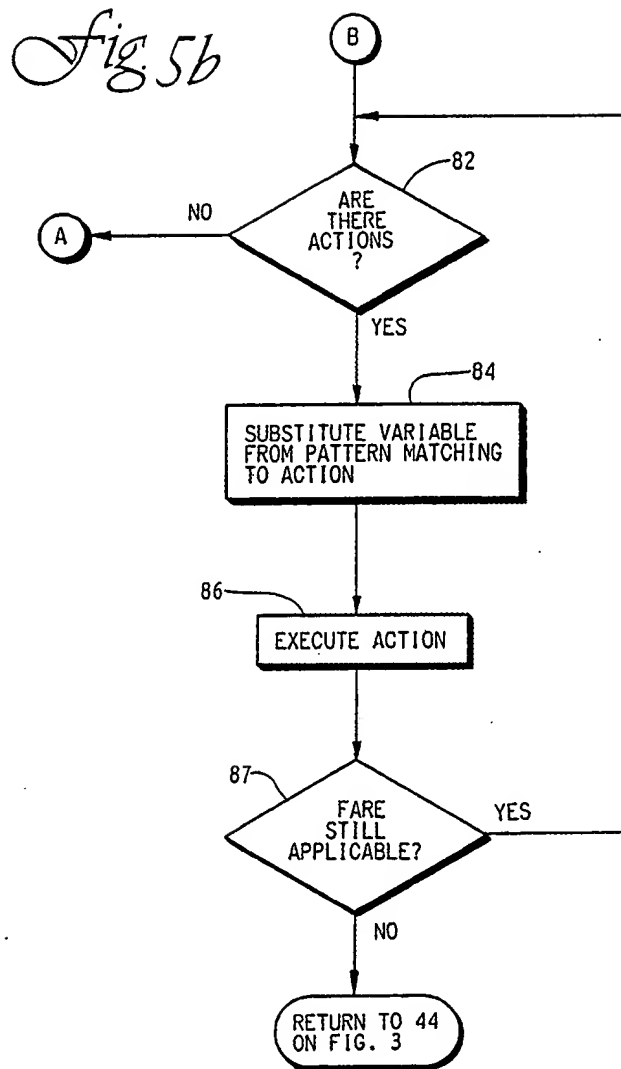 Fig. 5b
B
82
ARE
THERE
ACTIONS
?
NO
A
YES
84
SUBSTITUTE VARIABLE
FROM PATTERN MATCHING
TO ACTION
86
EXECUTE ACTION
87
FARE
STILL
APPLICABLE?
YES
NO
RETURN TO 44
ON FIG. 3